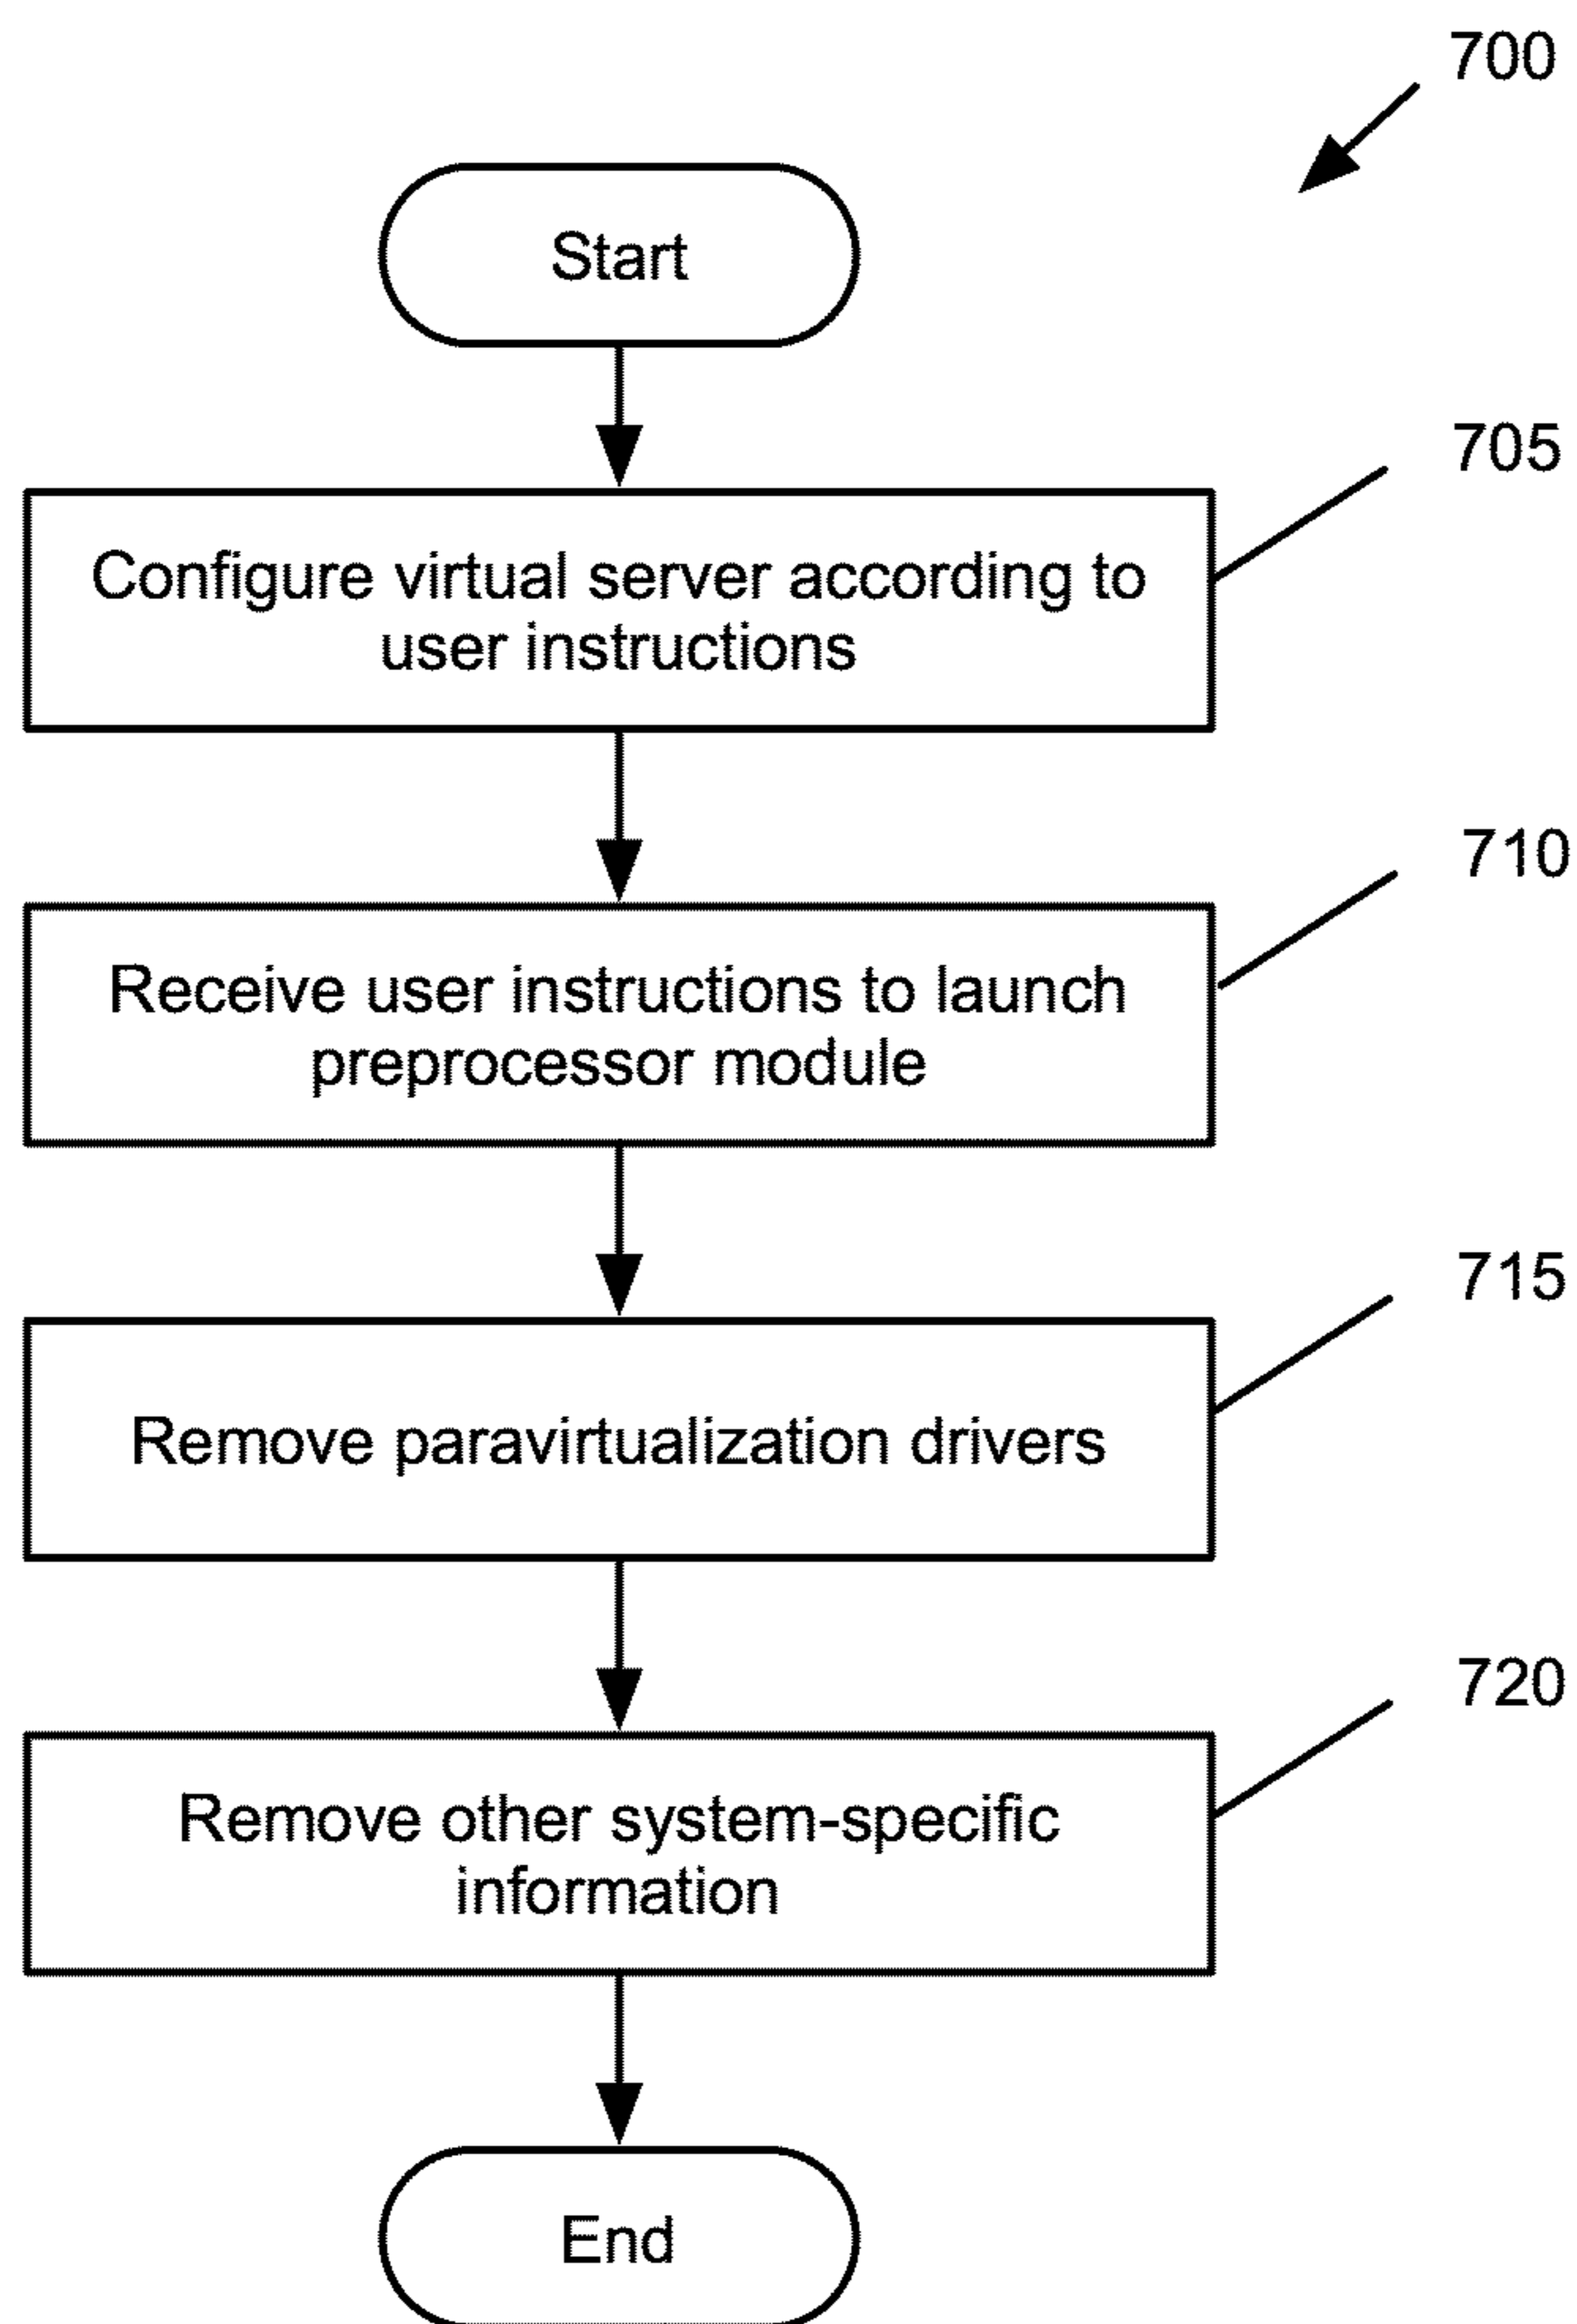 700
Start
705
Configure virtual server according to
user instructions
710
Receive user instructions to launch
preprocessor module
715
Remove paravirtualization drivers
720
Remove other system-specific
information
End